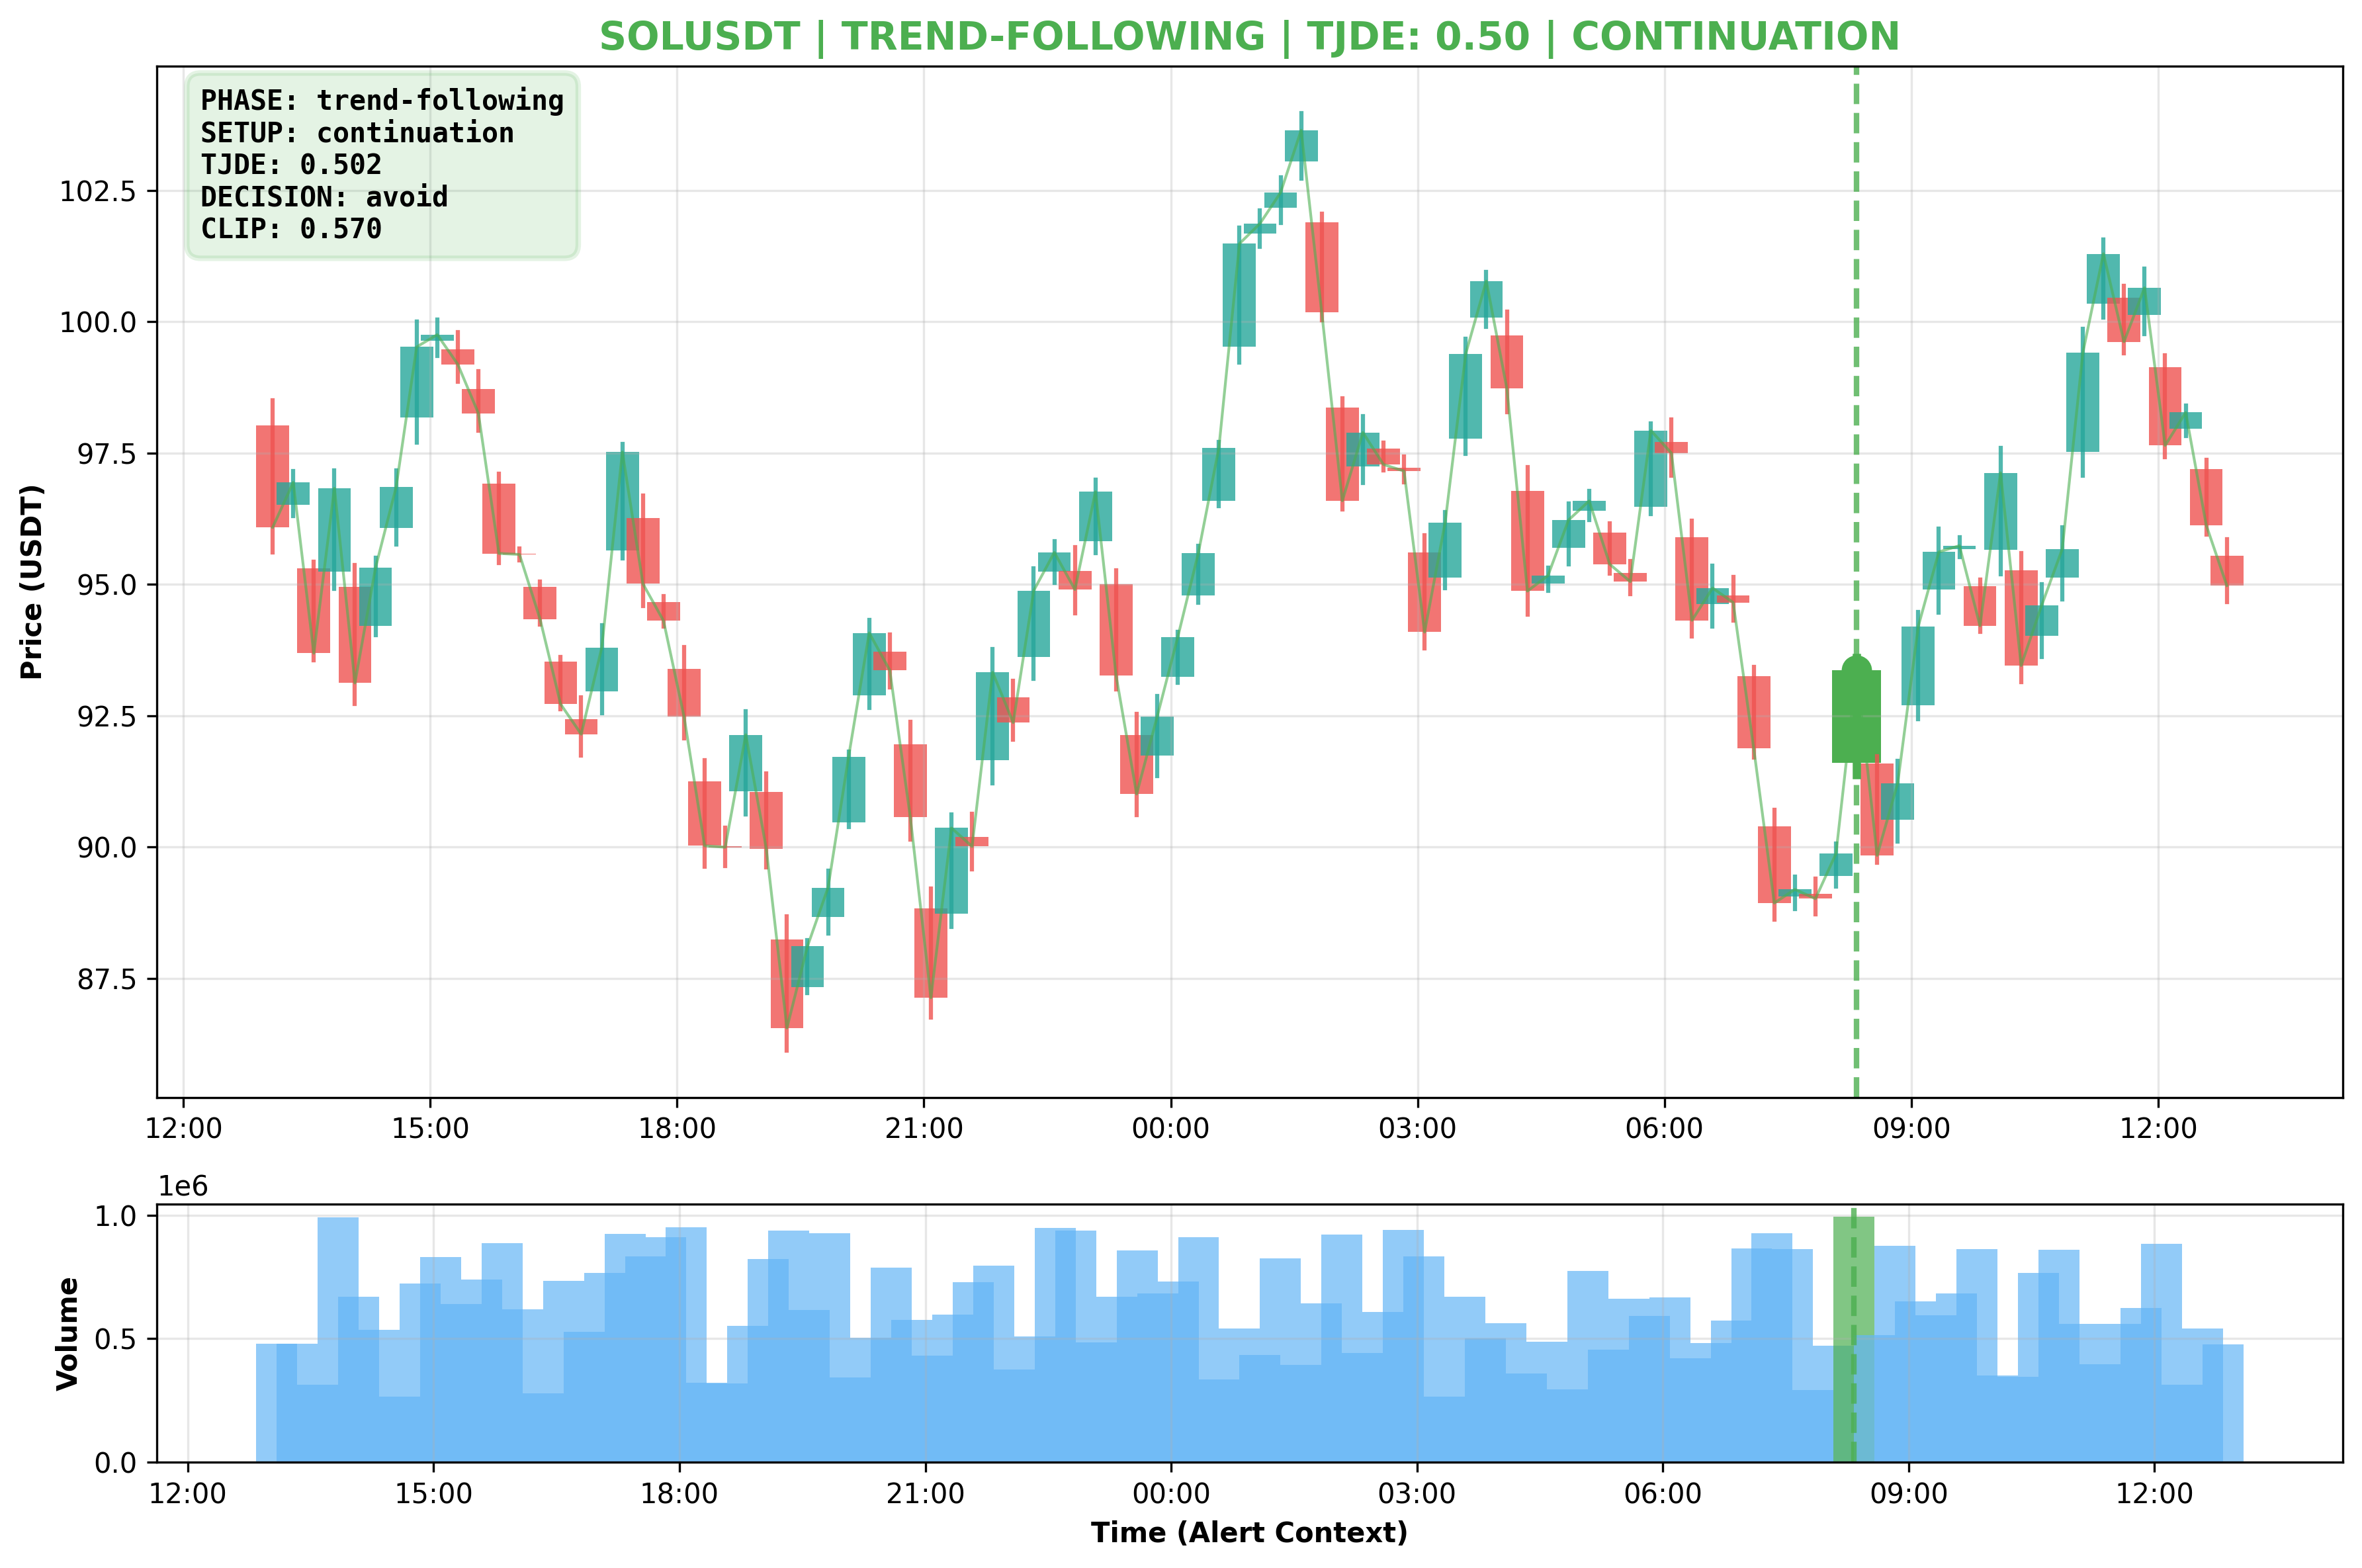 SOLUSDT | TREND-FOLLOWING | TJDE: 0.50 | CONTINUATION
PHASE: trend-following
SETUP: continuation
TJDE: 0.502
DECISION: avoid
CLIP: 0.570
Price (USDT)
102.5
100.0
97.5
95.0
92.5
90.0
87.5
12:00 15:00 18:00 21:00 00:00 03:00 06:00 09:00 12:00
1e6
Volume
1.0
0.5
0.0
12:00 15:00 18:00 21:00 00:00 03:00 06:00 09:00 12:00
Time (Alert Context)